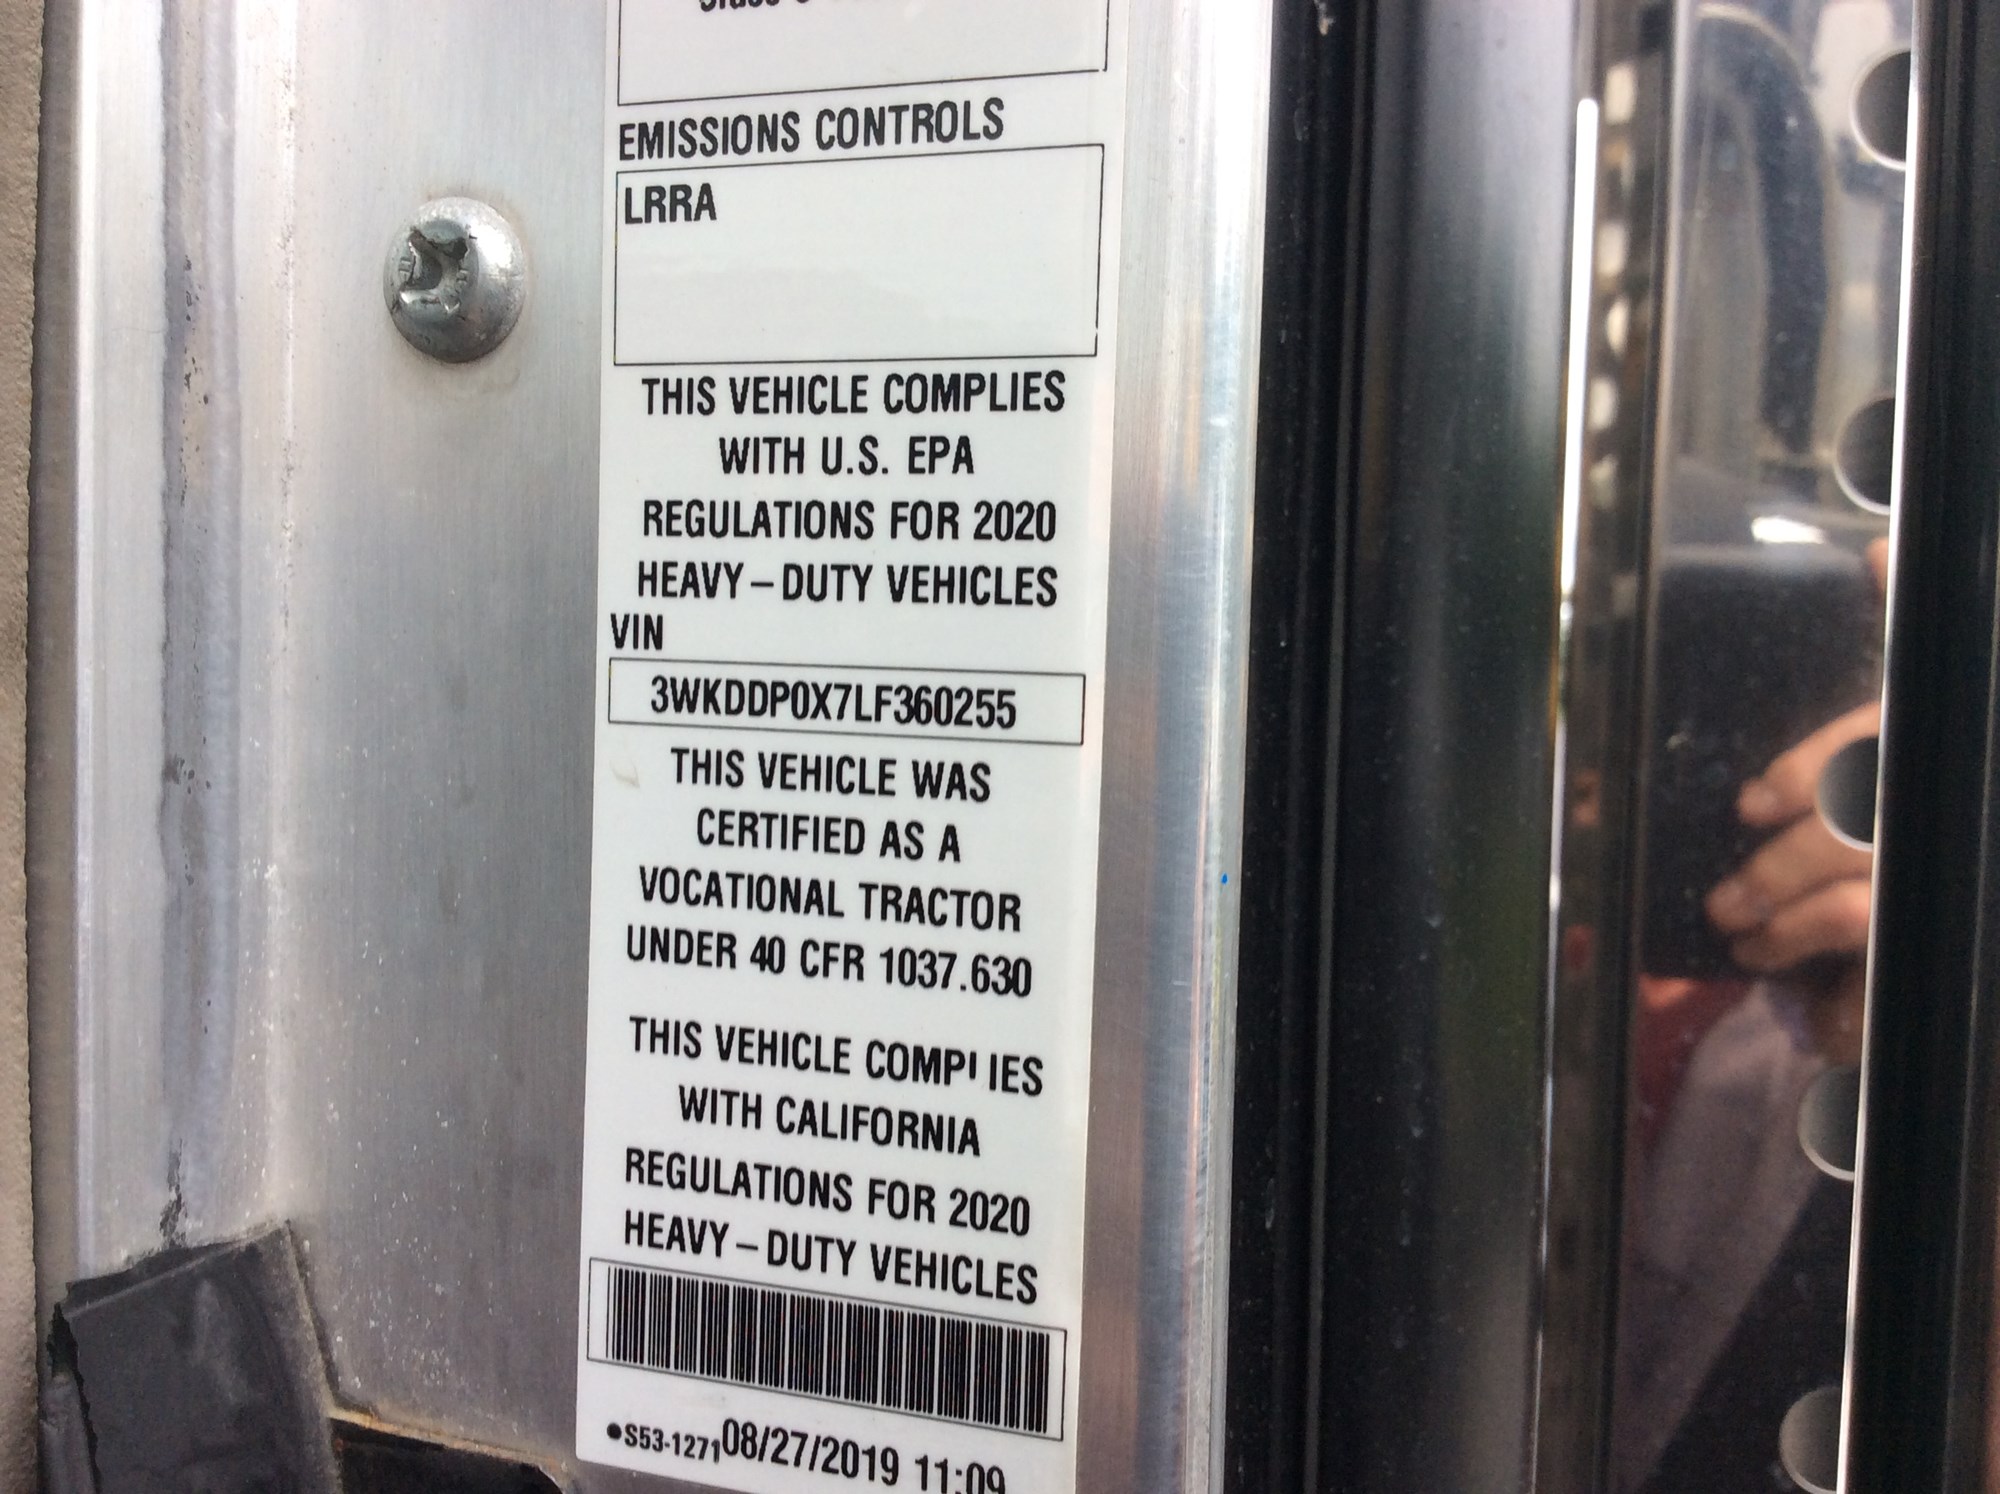 EMISSIONS CONTROLS
LRRA
THIS VEHICLE COMPLIES
WITH U.S. EPA
REGULATIONS FOR 2020
HEAVY-DUTY VEHICLES
VIN
3WKDDP0X7LF360255
THIS VEHICLE WAS
CERTIFIED AS A
VOCATIONAL TRACTOR
UNDER 40 CFR 1037.630
THIS VEHICLE COMPLIES
WITH CALIFORNIA
REGULATIONS FOR 2020
HEAVY-DUTY VEHICLES
•S53-1271 08/27/2019 11:09